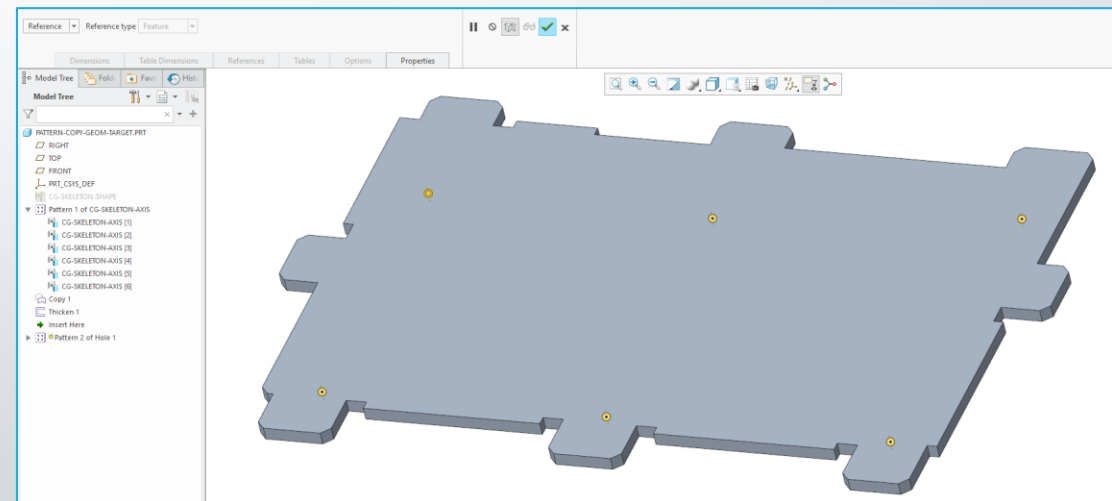 Reference Reference type Feature
Dimensions Table Dimensions References Tables Options Properties
Model Tree Fold Favo Hist
Model Tree
PATTERN-COPY-GEOM-TARGET.PRT
RIGHT
TOP
FRONT
PRT_CSYS_DEF
CG-SKELETON-SHAPE
Pattern 1 of CG-SKELETON-AXIS
CG-SKELETON-AXIS [1]
CG-SKELETON-AXIS [2]
CG-SKELETON-AXIS [3]
CG-SKELETON-AXIS [4]
CG-SKELETON-AXIS [5]
CG-SKELETON-AXIS [6]
Copy 1
Thicken 1
Insert Here
Pattern 2 of Hole 1